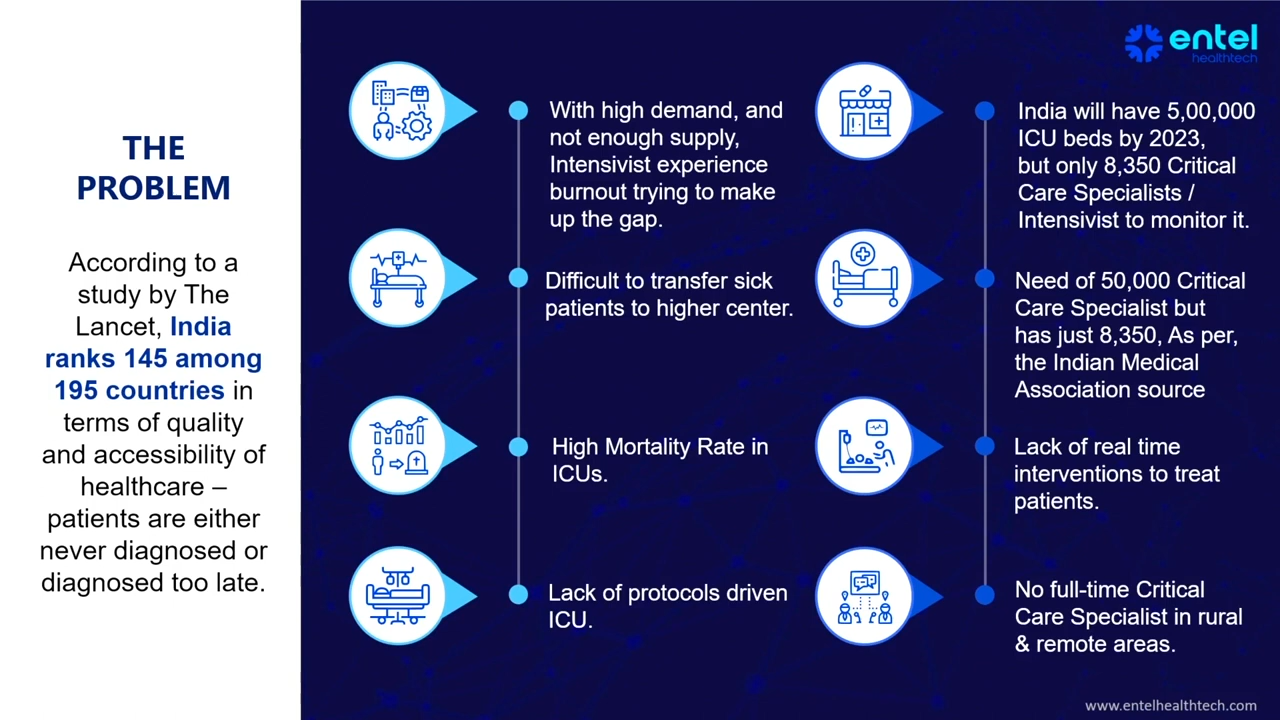 THE
PROBLEM
According to a
study by The
Lancet, India
ranks 145 among
195 countries in
terms of quality
and accessibility of
healthcare –
patients are either
never diagnosed or
diagnosed too late.
With high demand, and
not enough supply,
Intensivist experience
burnout trying to make
up the gap.
Difficult to transfer sick
patients to higher center.
High Mortality Rate in
ICUs.
Lack of protocols driven
ICU.
entel
healthtech
India will have 5,00,000
ICU beds by 2023,
but only 8,350 Critical
Care Specialists /
Intensivist to monitor it.
Need of 50,000 Critical
Care Specialist but
has just 8,350, As per,
the Indian Medical
Association source
Lack of real time
interventions to treat
patients.
No full-time Critical
Care Specialist in rural
& remote areas.
www.entelhealthtech.com